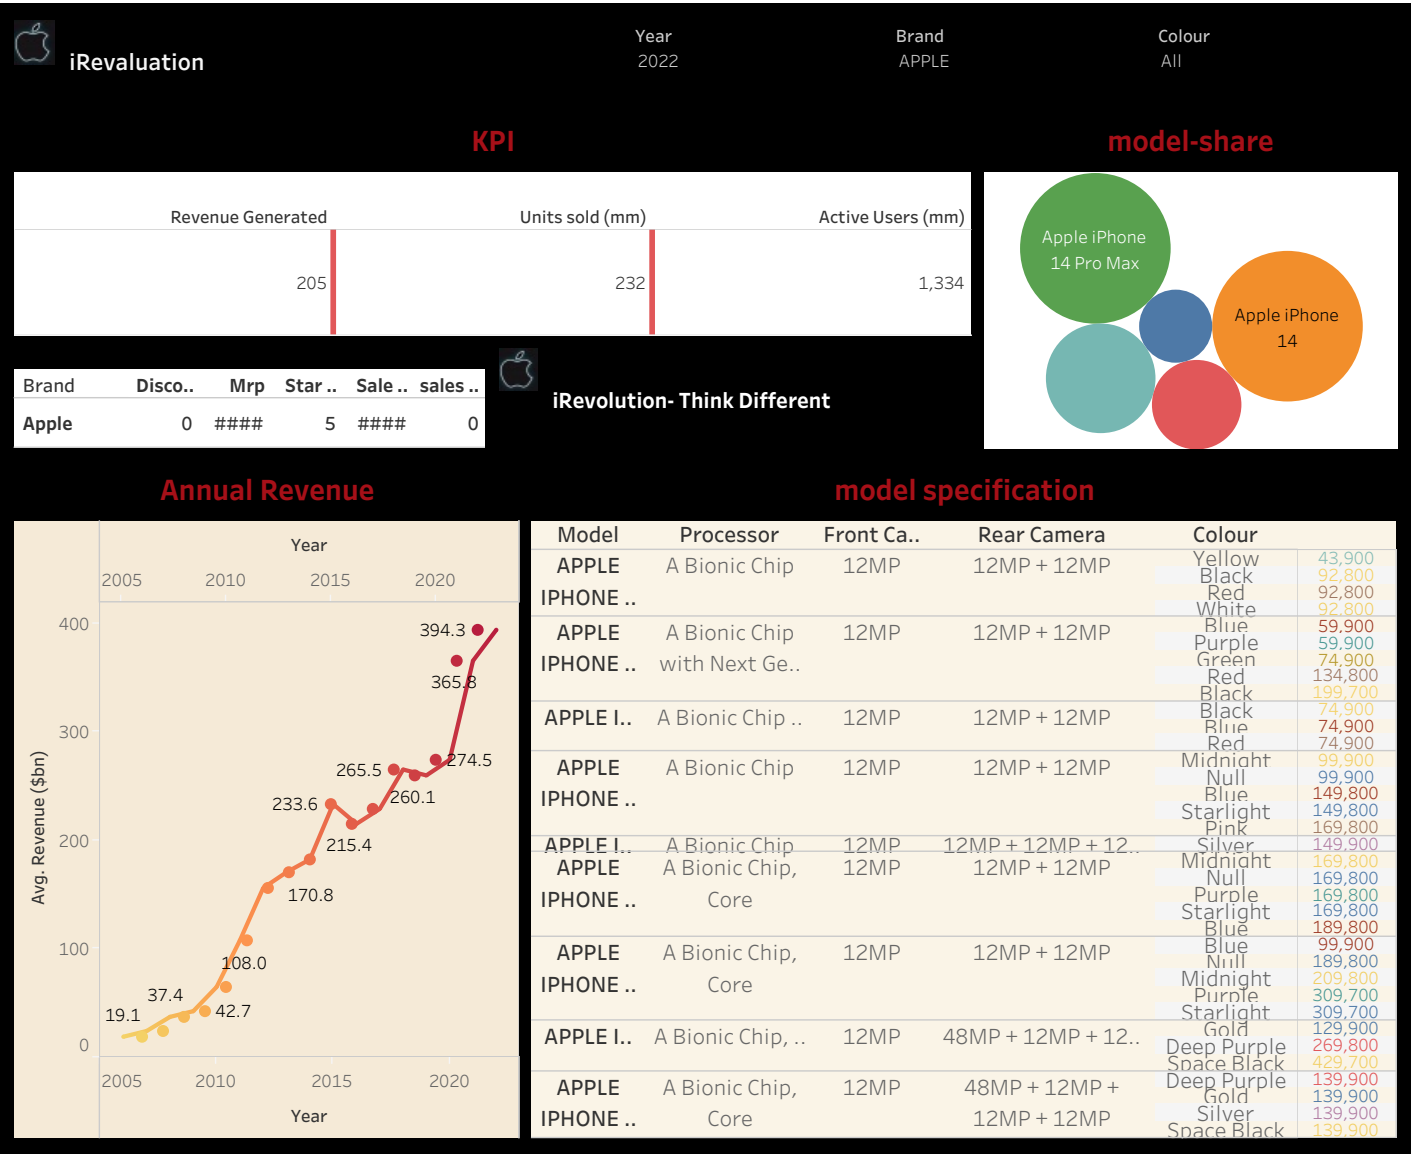 iRevaluation
Year
2022
Brand
APPLE
Colour
All
KPI
Revenue Generated Units sold (mm) Active Users (mm)
205 232 1,334
model-share
Apple iPhone
14 Pro Max
Apple iPhone
14
Brand Disco.. Mrp Star .. Sale .. sales ..
Apple 0 #### 5 #### 0
iRevolution- Think Different
Annual Revenue
Year
2005 2010 2015 2020
Avg. Revenue ($bn)
400
300
200
100
0
394.3
365.8
274.5
265.5
260.1
233.6
215.4
170.8
108.0
42.7
37.4
19.1
2005 2010 2015 2020
Year
model specification
Model Processor Front Ca.. Rear Camera Colour
APPLE A Bionic Chip 12MP 12MP + 12MP
IPHONE ..
Yellow 43,900
Black 92,800
Red 92,800
White 92,800
APPLE A Bionic Chip 12MP 12MP + 12MP
IPHONE .. with Next Ge..
Blue 59,900
Purple 59,900
Green 74,900
Red 134,800
Black 199,700
APPLE I.. A Bionic Chip .. 12MP 12MP + 12MP
Black 74,900
Blue 74,900
Red 74,900
APPLE A Bionic Chip 12MP 12MP + 12MP
IPHONE ..
Midnight 99,900
Null 99,900
Blue 149,800
Starlight 149,800
Pink 169,800
APPLE I.. A Bionic Chip 12MP 12MP + 12MP + 12.. Silver 149,900
APPLE A Bionic Chip, 12MP 12MP + 12MP
IPHONE .. Core
Midnight 169,800
Null 169,800
Purple 169,800
Starlight 169,800
Blue 189,800
APPLE A Bionic Chip, 12MP 12MP + 12MP
IPHONE .. Core
Blue 99,900
Null 189,800
Midnight 209,800
Purple 309,700
Starlight 309,700
APPLE I.. A Bionic Chip, .. 12MP 48MP + 12MP + 12..
Gold 129,900
Deep Purple 269,800
Space Black 429,700
APPLE A Bionic Chip, 12MP 48MP + 12MP +
IPHONE .. Core 12MP + 12MP
Deep Purple 139,900
Gold 139,900
Silver 139,900
Space Black 139,900